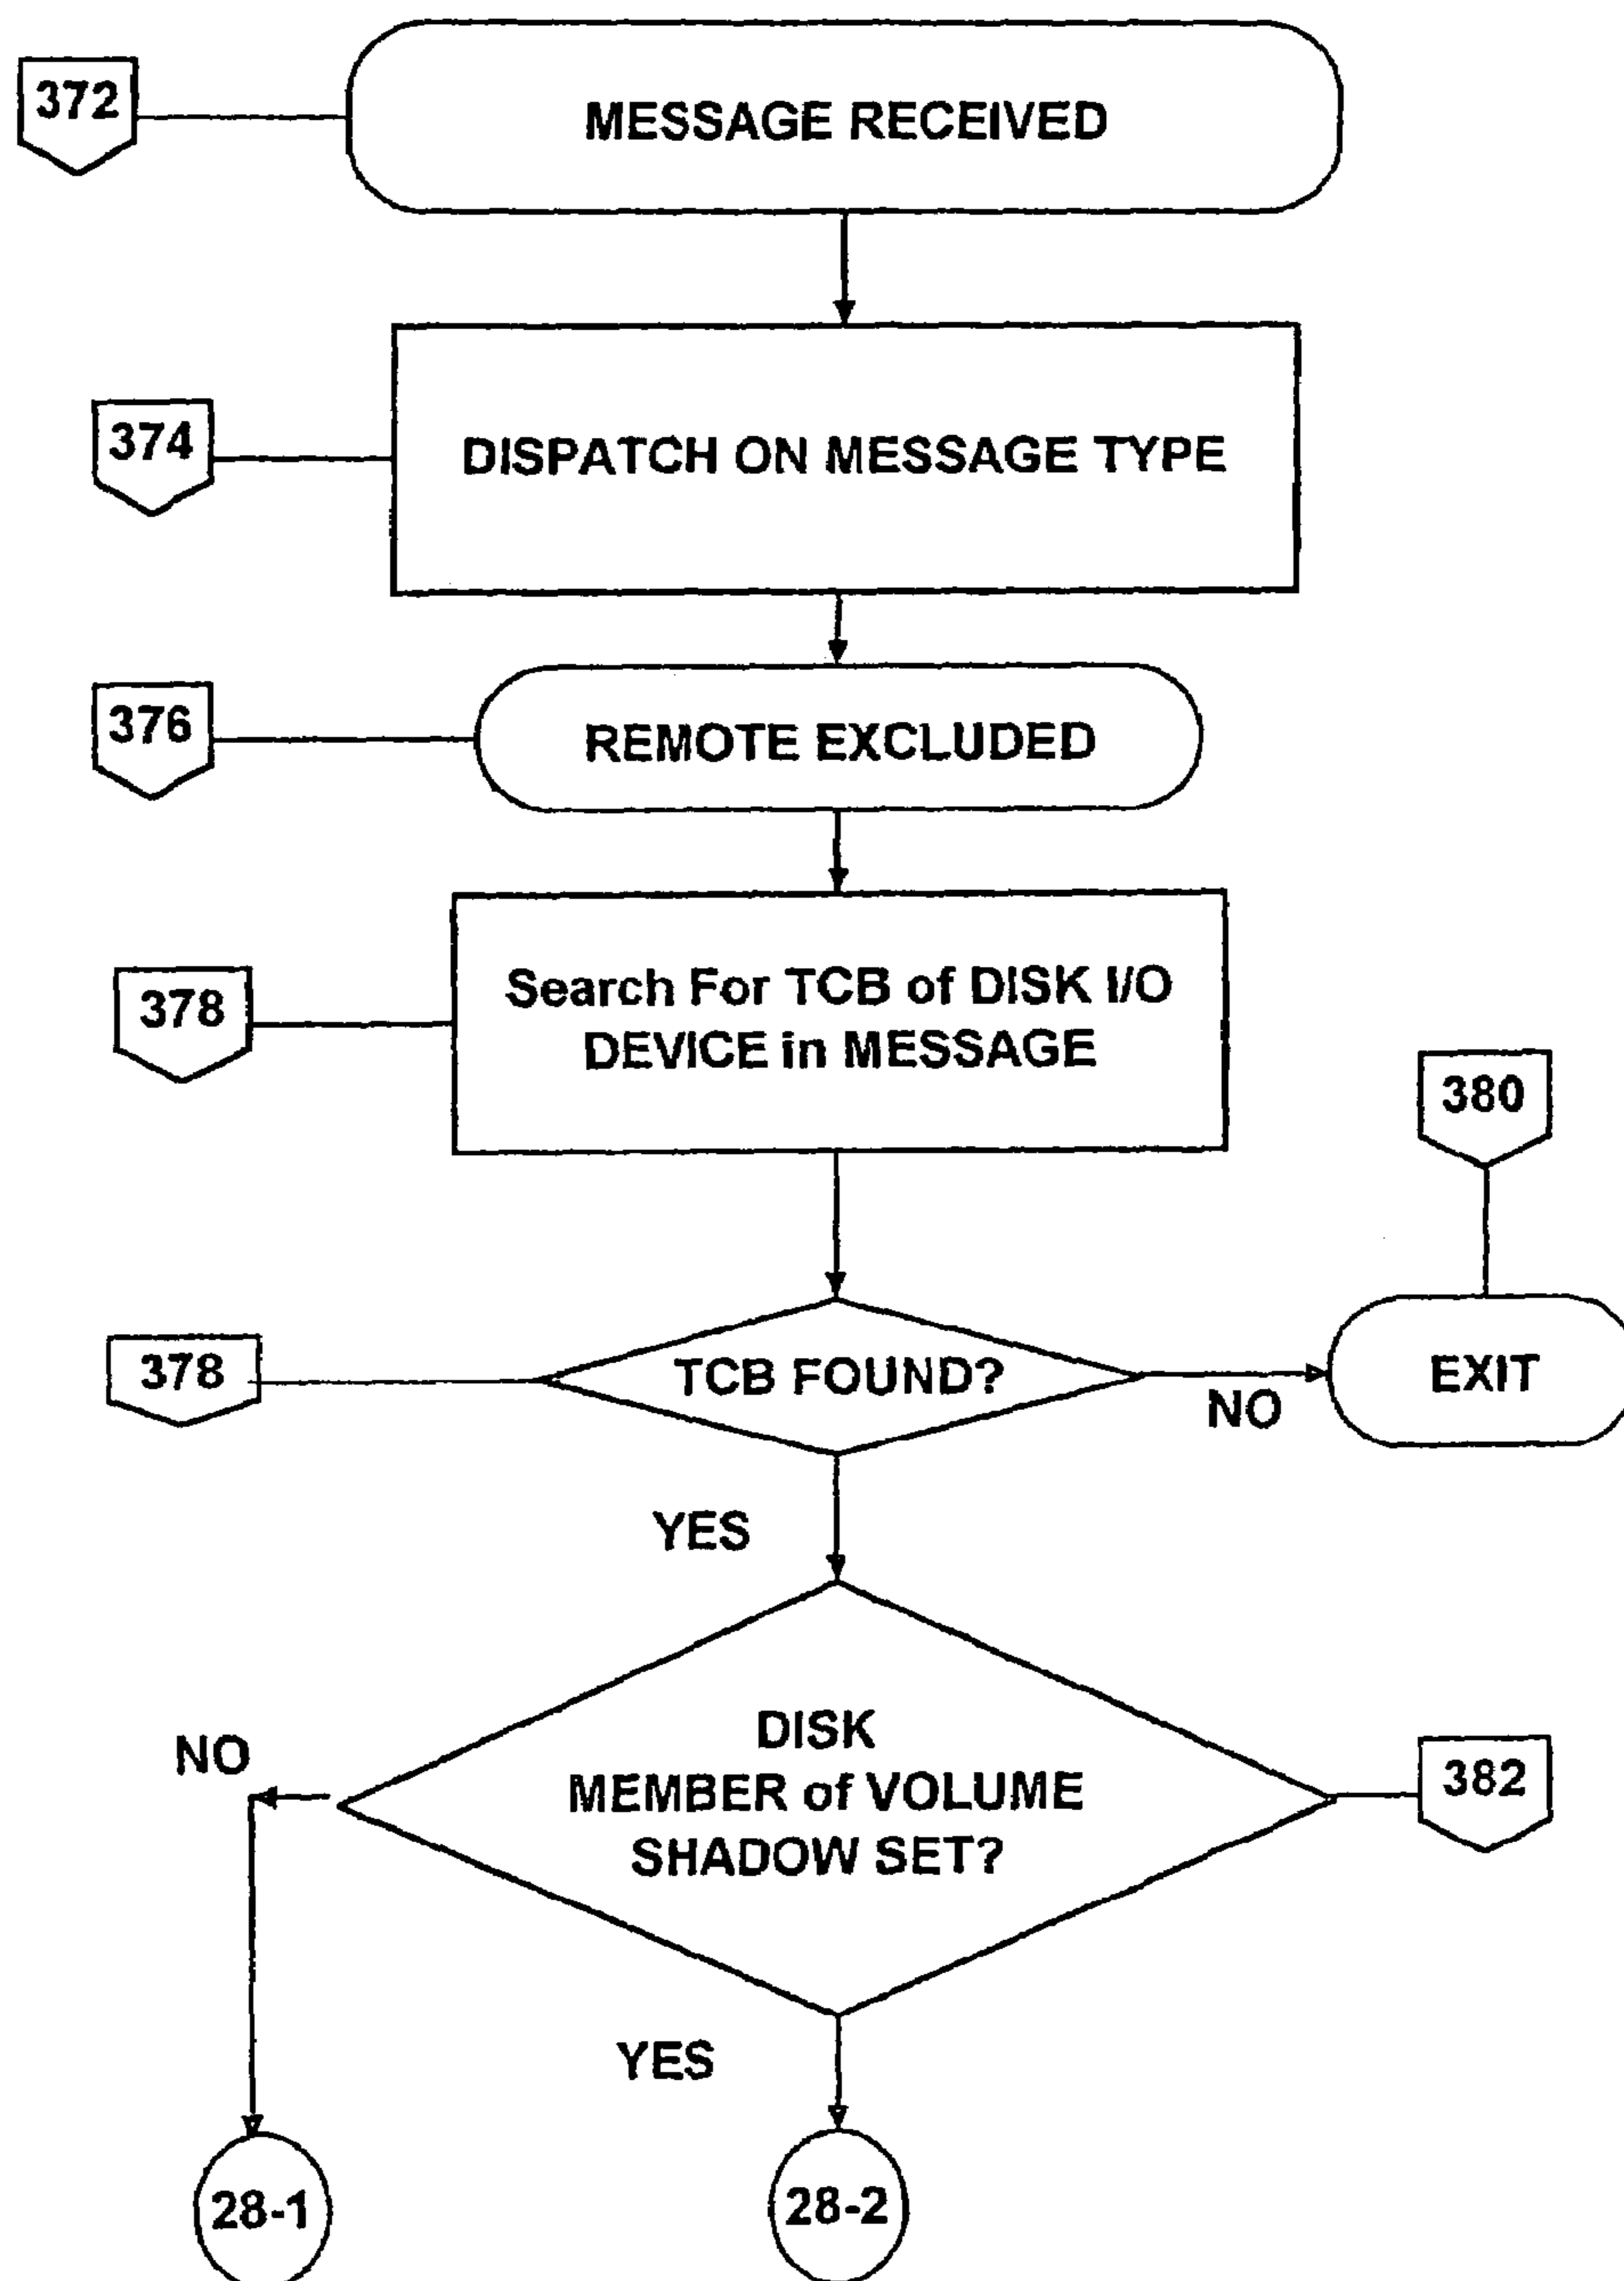 372
MESSAGE RECEIVED
374
DISPATCH ON MESSAGE TYPE
376
REMOTE EXCLUDED
378
Search For TCB of DISK I/O
DEVICE in MESSAGE
380
378
TCB FOUND?
NO
EXIT
YES
NO
DISK
MEMBER of VOLUME
SHADOW SET?
382
YES
28-1
28-2